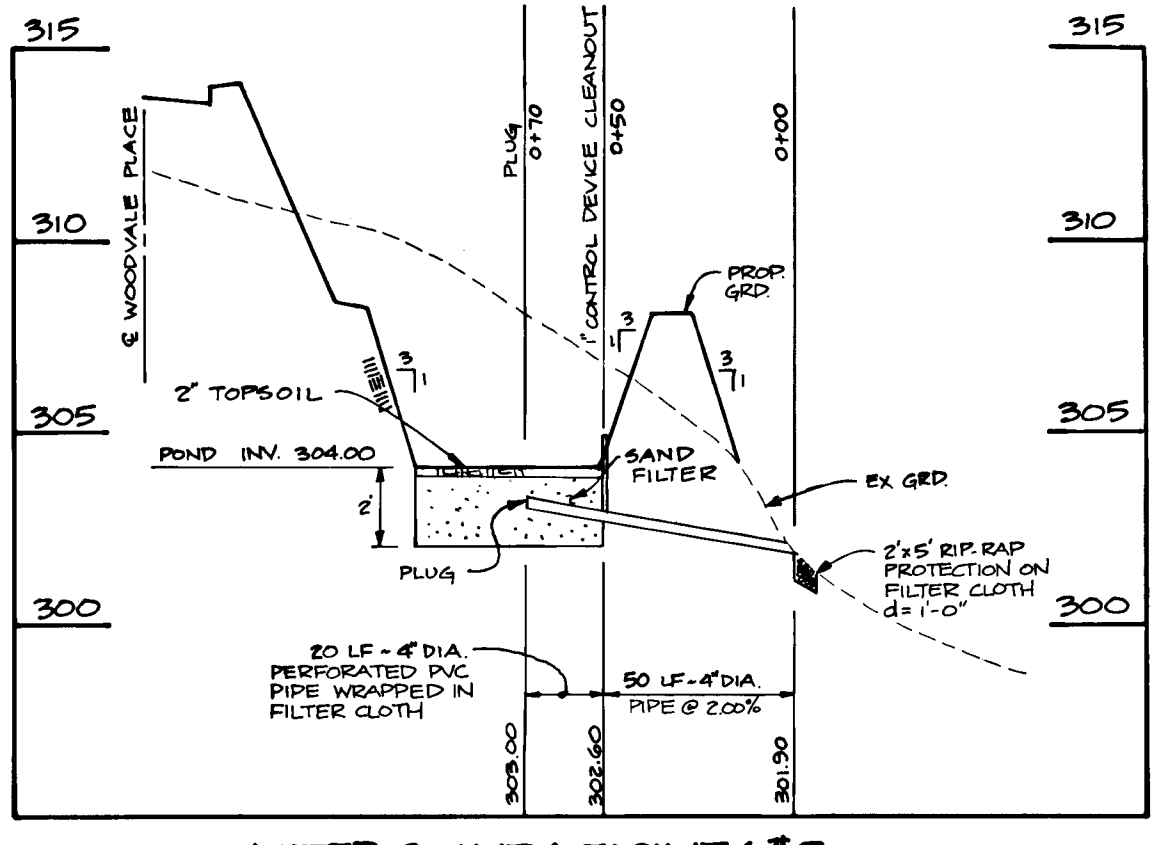 315
315
℄ WOODVALE PLACE
PLUG
0+70
1" CONTROL DEVICE CLEANOUT
0+50
0+00
310
310
PROP.
GRD.
3
1
3
1
3
1
2" TOPSOIL
305
305
POND INV. 304.00
SAND
FILTER
EX GRD.
2'
PLUG
2'x5' RIP-RAP
PROTECTION ON
FILTER CLOTH
d=1'-0"
300
300
20 LF ~ 4" DIA.
PERFORATED PVC
PIPE WRAPPED IN
FILTER CLOTH
50 LF ~ 4" DIA.
PIPE @ 2.00%
303.00
302.60
301.90